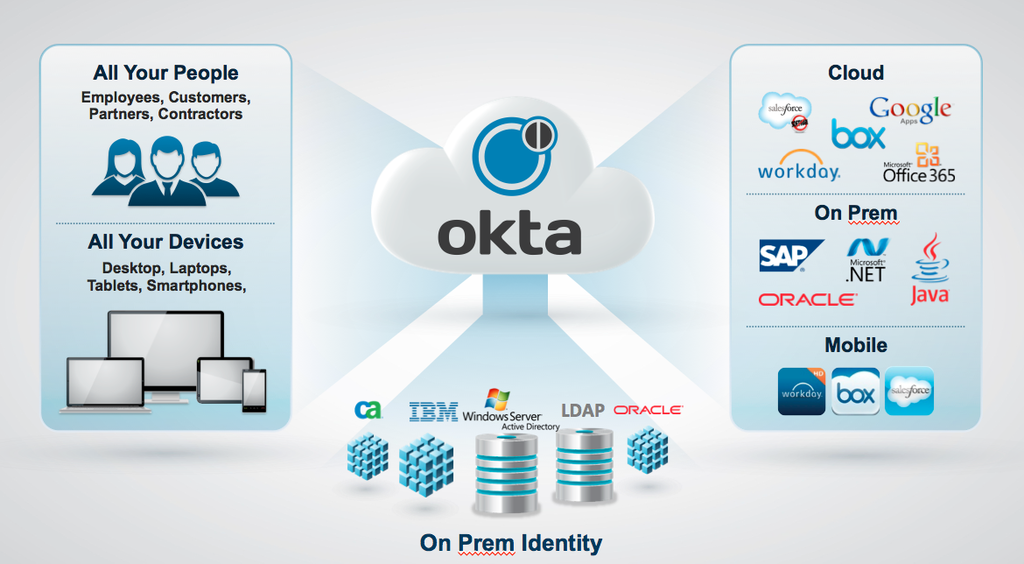 All Your People
Employees, Customers,
Partners, Contractors
All Your Devices
Desktop, Laptops,
Tablets, Smartphones,
okta
Cloud
salesforce
Google
Apps
box
workday.
Microsoft®
Office 365
On Prem
SAP®
Microsoft®
.NET
Java
ORACLE®
Mobile
workday
HD
box
salesforce
ca
IBM
Windows Server
Active Directory
LDAP
ORACLE®
On Prem Identity